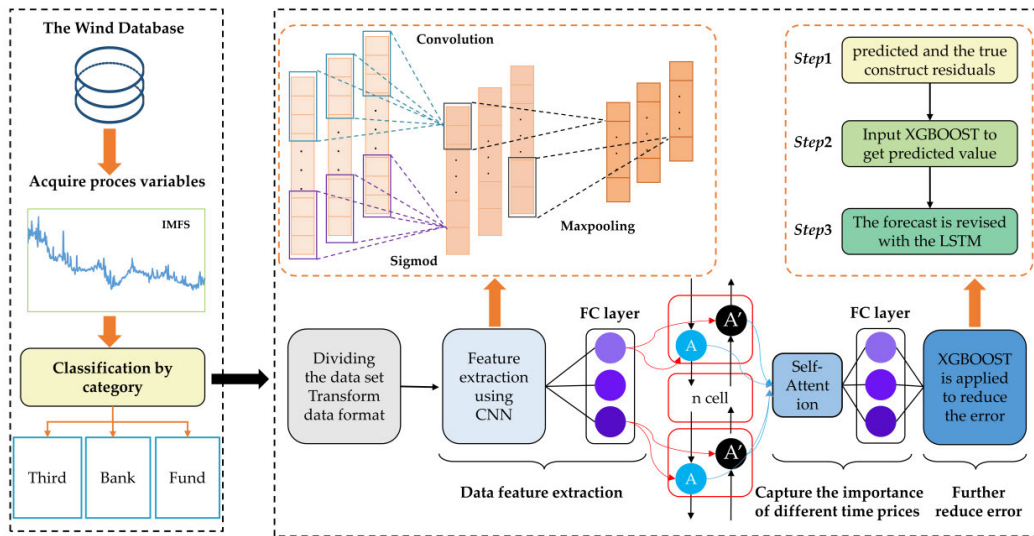 The Wind Database
Acquire proces variables
IMFS
Classification by
category
Third
Bank
Fund
Convolution
Sigmod
Maxpooling
Step1
predicted and the true
construct residuals
Step2
Input XGBOOST to
get predicted value
Step3
The forecast is revised
with the LSTM
Dividing
the data set
Transform
data format
Feature
extraction
using
CNN
FC layer
A
A'
n cell
A
A'
Self-
Attent
ion
FC layer
XGBOOST
is applied
to reduce
the error
Data feature extraction
Capture the importance
of different time prices
Further
reduce error